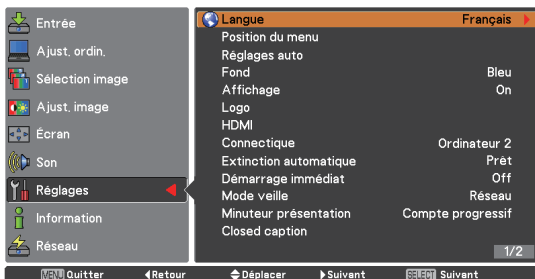 Entrée
Ajust. ordin.
Sélection image
Ajust. image
Écran
Son
Réglages
Information
Réseau
Langue Français
Position du menu
Réglages auto
Fond Bleu
Affichage On
Logo
HDMI
Connectique Ordinateur 2
Extinction automatique Prêt
Démarrage immédiat Off
Mode veille Réseau
Minuteur présentation Compte progressif
Closed caption
1/2
MENU Quitter Retour Déplacer Suivant SELECT Suivant